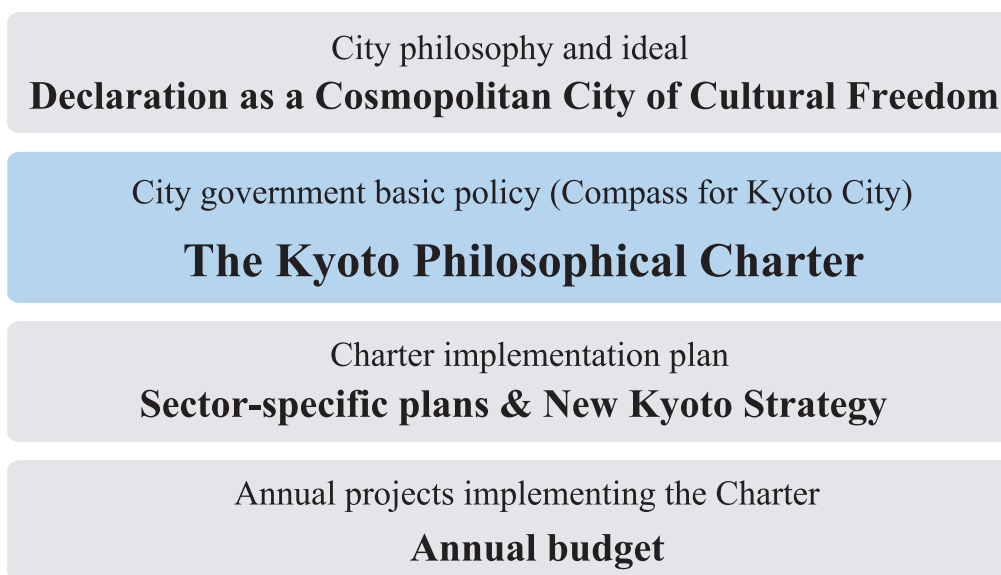 City philosophy and ideal
Declaration as a Cosmopolitan City of Cultural Freedom
City government basic policy (Compass for Kyoto City)
The Kyoto Philosophical Charter
Charter implementation plan
Sector-specific plans & New Kyoto Strategy
Annual projects implementing the Charter
Annual budget